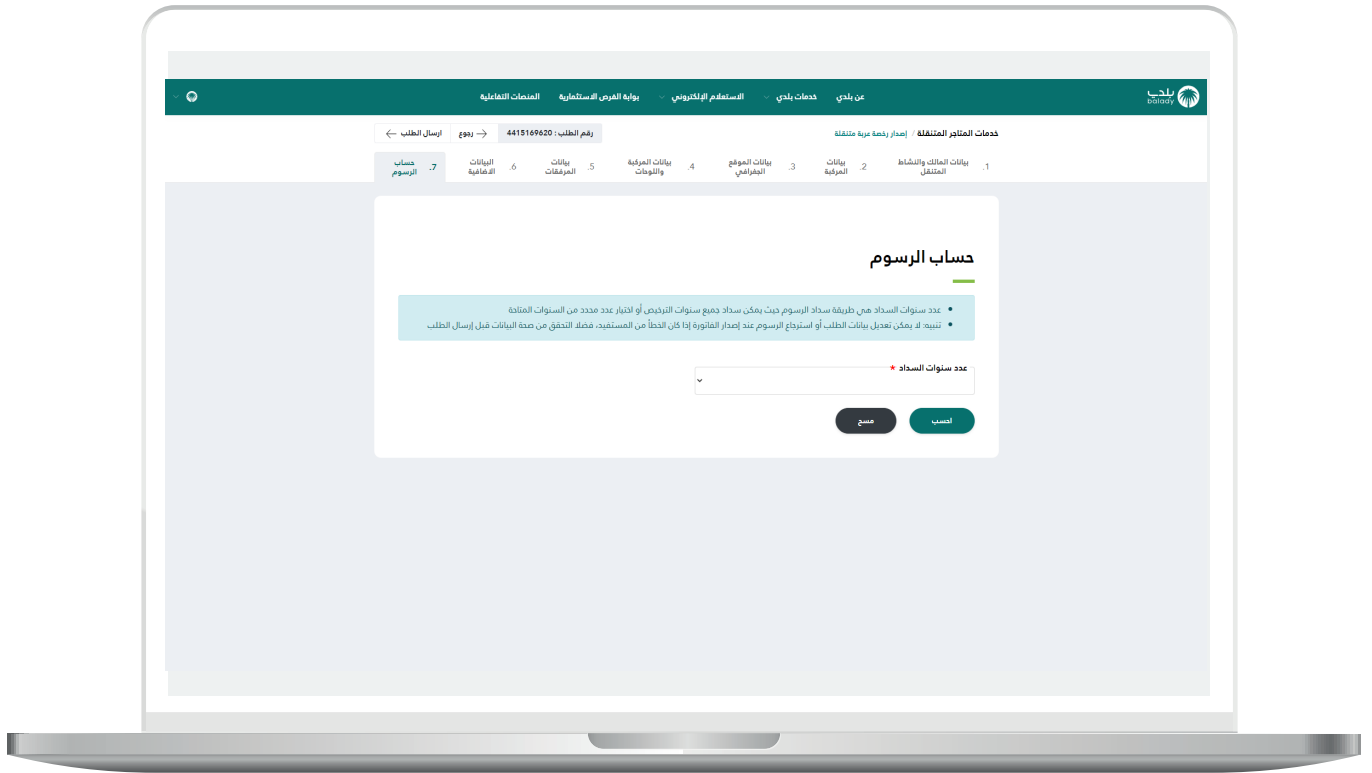 بلدي
balady
عن بلدي
خدمات بلدي
الاستعلام الإلكتروني
بوابة الفرص الاستثمارية
المنصات التفاعلية
خدمات المتاجر المتنقلة / إصدار رخصة عربة متنقلة
رقم الطلب : 4415169620
رجوع
ارسال الطلب
1. بيانات المالك والنشاط
المتنقل
2. بيانات
المركبة
3. بيانات الموقع
الجغرافي
4. بيانات المركبة
واللوحات
5. بيانات
المرفقات
6. البيانات
الاضافية
7. حساب
الرسوم
حساب الرسوم
عدد سنوات السداد هي طريقة سداد الرسوم حيث يمكن سداد جميع سنوات الترخيص أو اختيار عدد محدد من السنوات المتاحة
تنبيه: لا يمكن تعديل بيانات الطلب أو استرجاع الرسوم عند إصدار الفاتورة إذا كان الخطأ من المستفيد، فضلا التحقق من صحة البيانات قبل إرسال الطلب
عدد سنوات السداد *
احسب
مسح